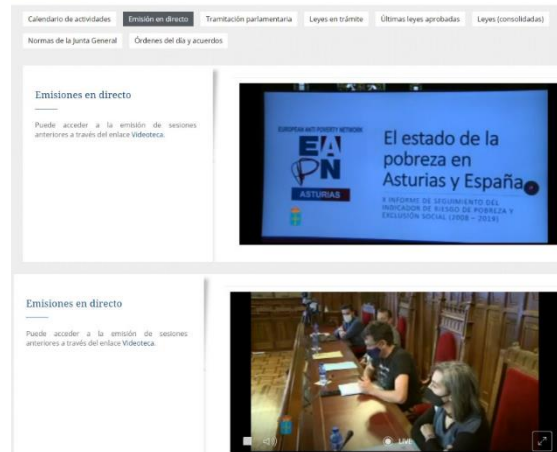 Calendario de actividades
Emisión en directo
Tramitación parlamentaria
Leyes en trámite
Últimas leyes aprobadas
Leyes (consolidadas)
Normas de la Junta General
Órdenes del día y acuerdos
Emisiones en directo
Puede acceder a la emisión de sesiones
anteriores a través del enlace Videoteca.
EUROPEAN ANTI POVERTY NETWORK
EAPN
ASTURIAS
El estado de la
pobreza en
Asturias y España
X INFORME DE SEGUIMIENTO DEL
INDICADOR DE RIESGO DE POBREZA Y
EXCLUSIÓN SOCIAL (2008 – 2019)
Emisiones en directo
Puede acceder a la emisión de sesiones
anteriores a través del enlace Videoteca.
LIVE